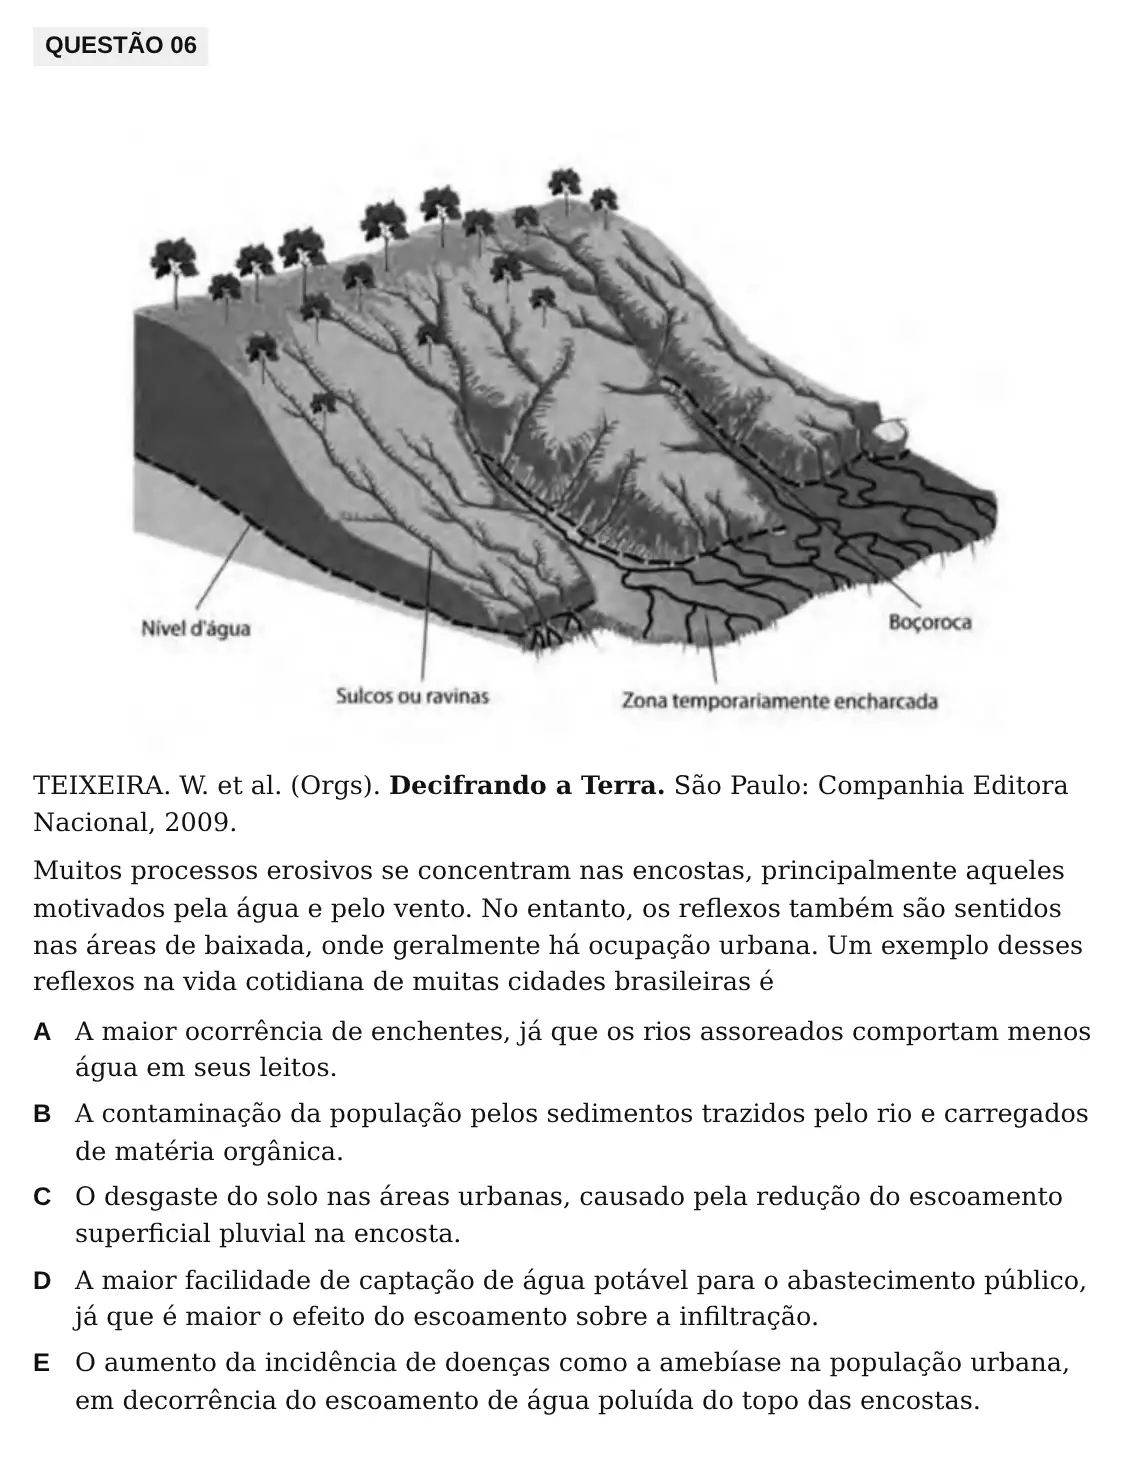 QUESTÃO 06
Nível d'água
Boçoroca
Sulcos ou ravinas
Zona temporariamente encharcada
TEIXEIRA. W. et al. (Orgs). Decifrando a Terra. São Paulo: Companhia Editora
Nacional, 2009.
Muitos processos erosivos se concentram nas encostas, principalmente aqueles
motivados pela água e pelo vento. No entanto, os reflexos também são sentidos
nas áreas de baixada, onde geralmente há ocupação urbana. Um exemplo desses
reflexos na vida cotidiana de muitas cidades brasileiras é
A A maior ocorrência de enchentes, já que os rios assoreados comportam menos
água em seus leitos.
B A contaminação da população pelos sedimentos trazidos pelo rio e carregados
de matéria orgânica.
C O desgaste do solo nas áreas urbanas, causado pela redução do escoamento
superficial pluvial na encosta.
D A maior facilidade de captação de água potável para o abastecimento público,
já que é maior o efeito do escoamento sobre a infiltração.
E O aumento da incidência de doenças como a amebíase na população urbana,
em decorrência do escoamento de água poluída do topo das encostas.